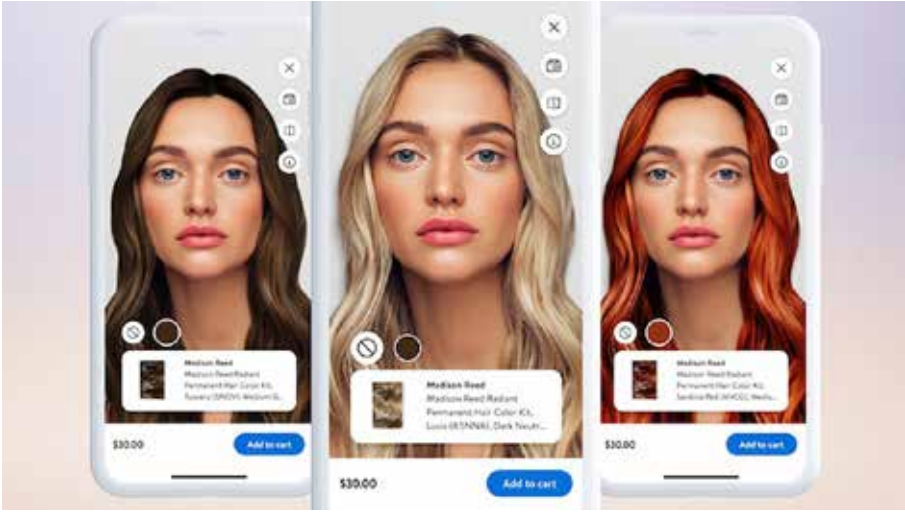 Madison Reed
Madison Reed Radiant
Permanent Hair Color Kit,
$30.00
Add to cart
Madison Reed
Madison Reed Radiant
Permanent Hair Color Kit,
Dark Neutr...
$30.00
Add to cart
Madison Reed
Madison Reed Radiant
Permanent Hair Color Kit,
$30.00
Add to cart